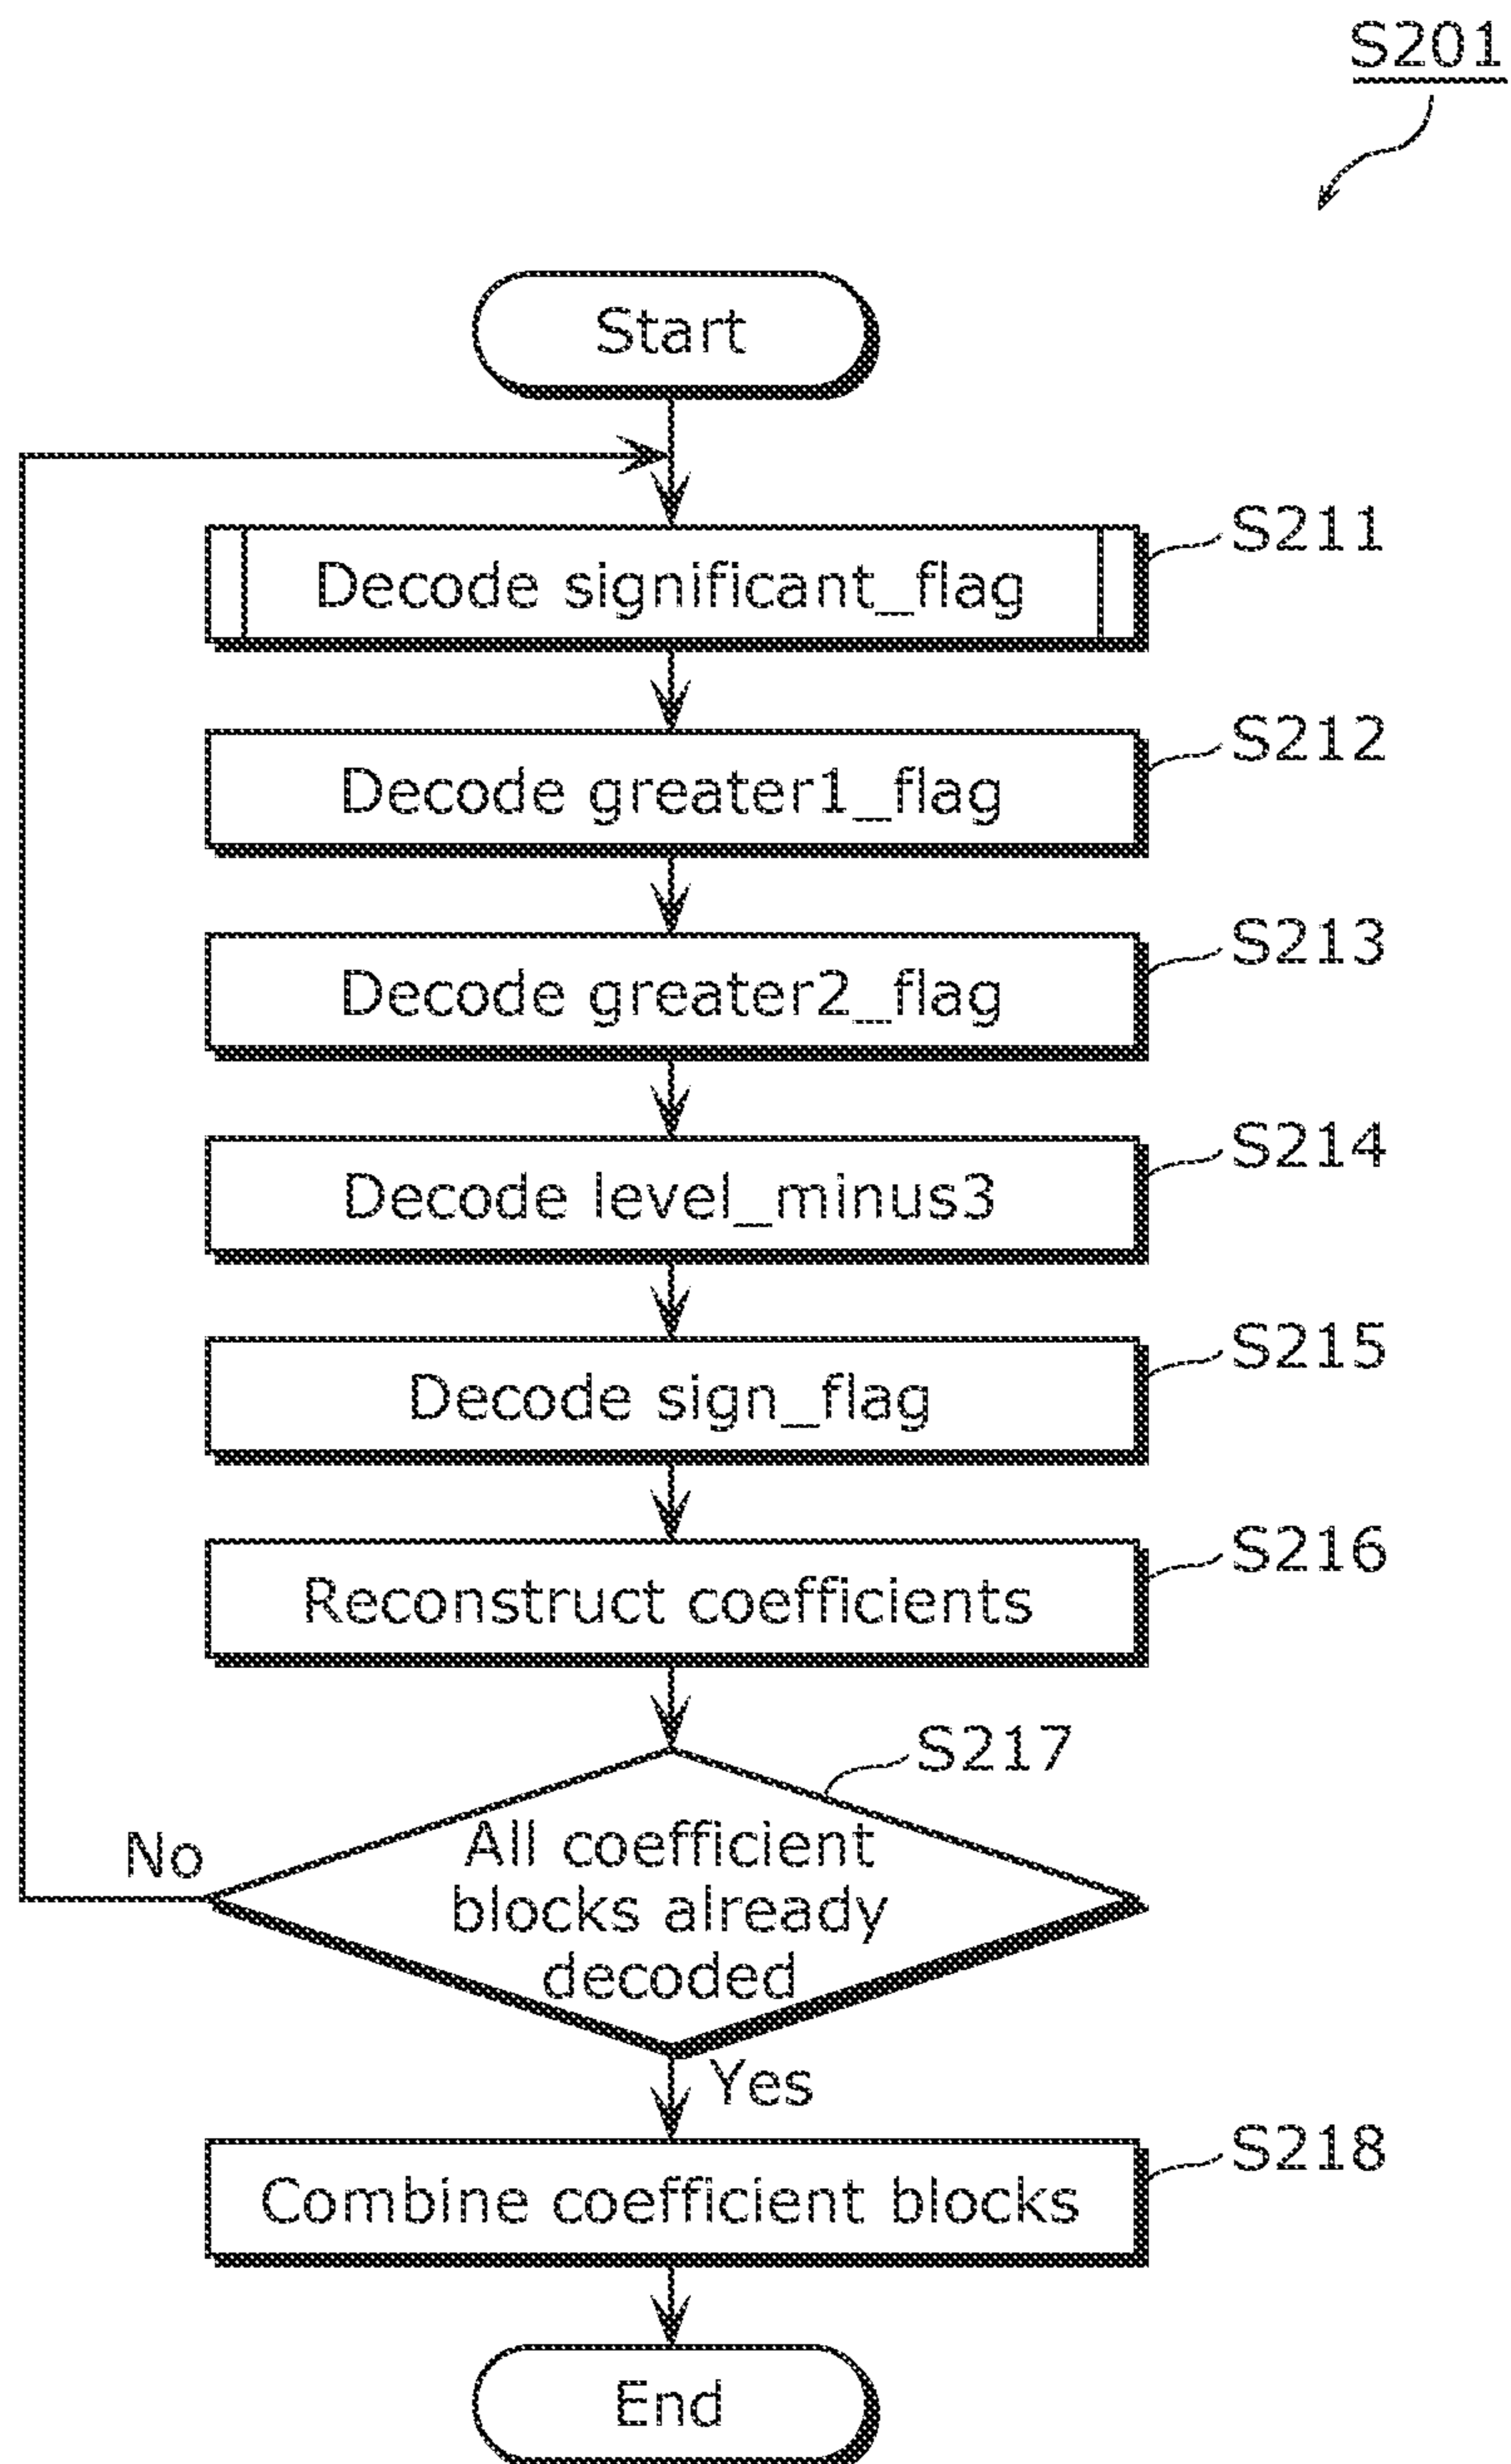 S201
Start
Decode significant_flag
S211
Decode greater1_flag
S212
Decode greater2_flag
S213
Decode level_minus3
S214
Decode sign_flag
S215
Reconstruct coefficients
S216
S217
All coefficient
blocks already
decoded
No
Yes
Combine coefficient blocks
S218
End